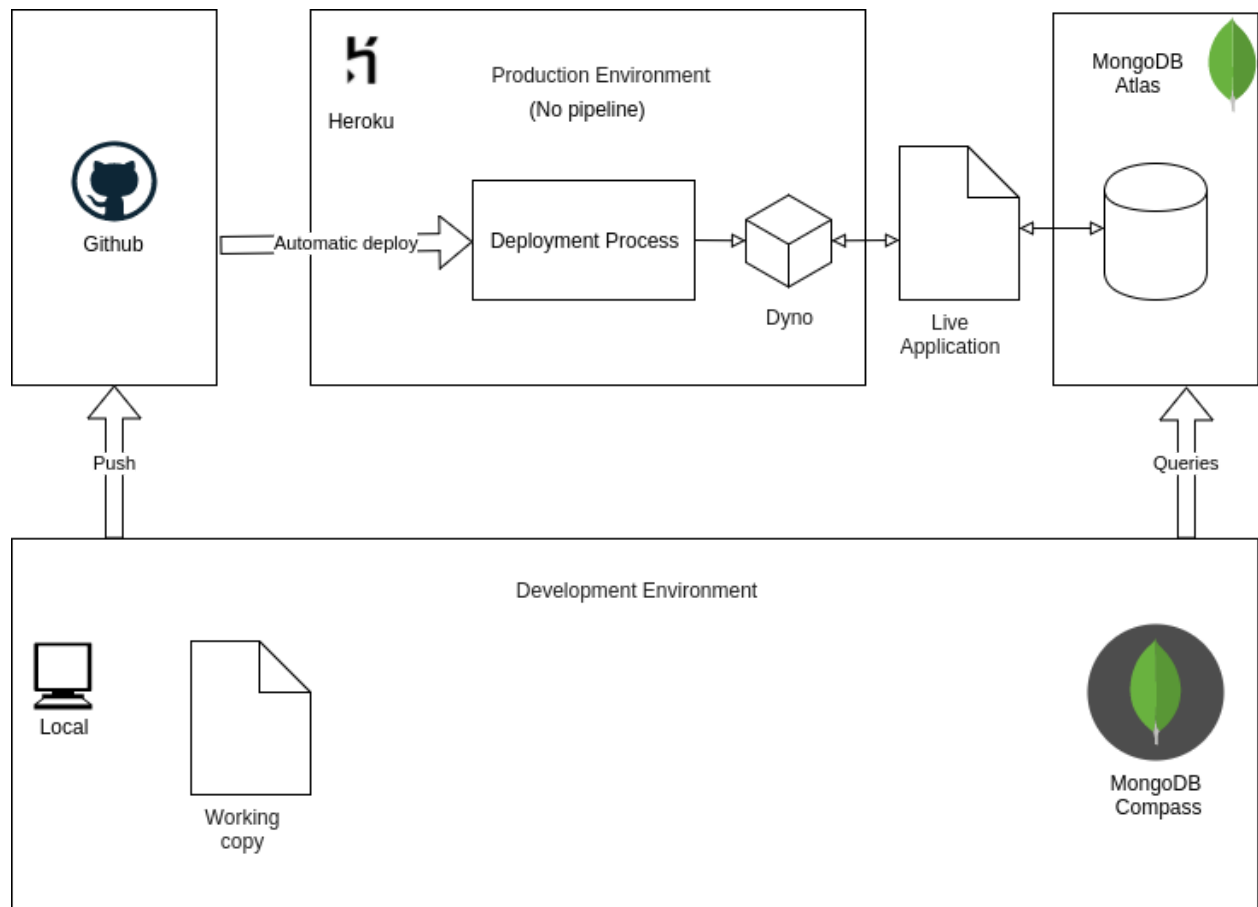 Github
Heroku
Production Environment
(No pipeline)
Automatic deploy
Deployment Process
Dyno
Live
Application
MongoDB
Atlas
Push
Queries
Development Environment
Local
Working
copy
MongoDB
Compass